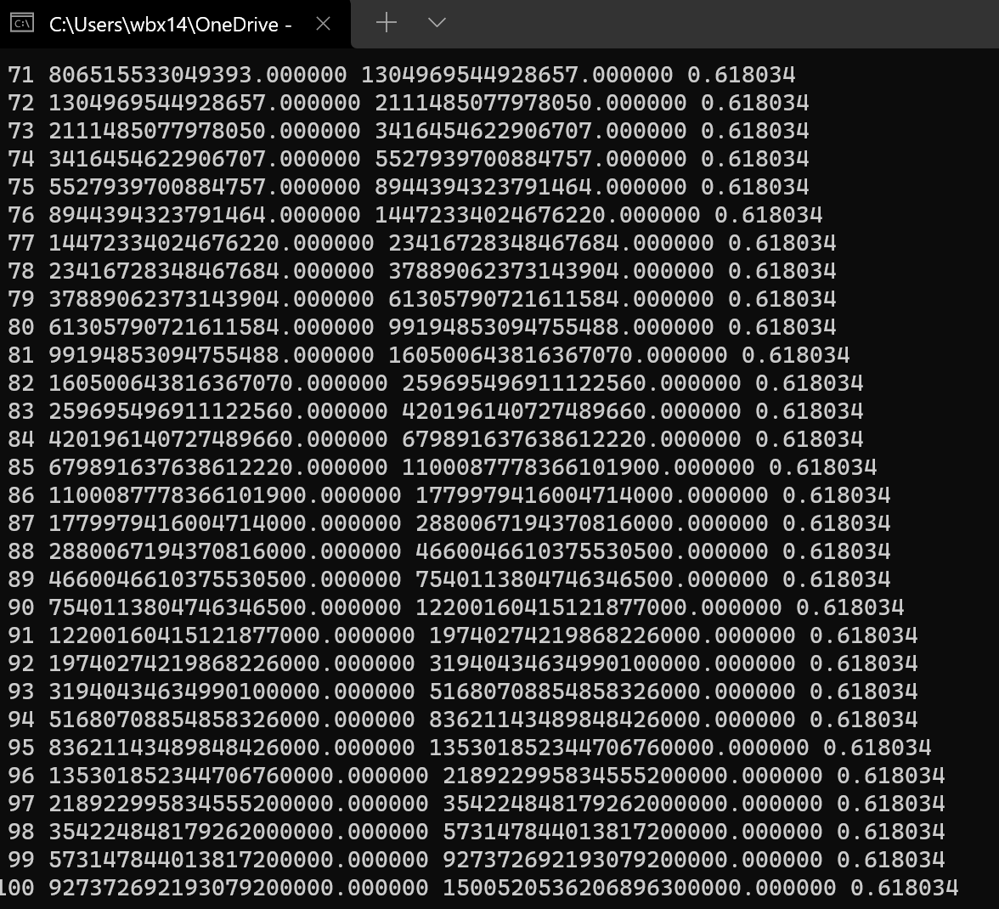 C:\Users\wbx14\OneDrive -
71 806515533049393.000000 1304969544928657.000000 0.618034
72 1304969544928657.000000 2111485077978050.000000 0.618034
73 2111485077978050.000000 3416454622906707.000000 0.618034
74 3416454622906707.000000 5527939700884757.000000 0.618034
75 5527939700884757.000000 8944394323791464.000000 0.618034
76 8944394323791464.000000 14472334024676220.000000 0.618034
77 14472334024676220.000000 23416728348467684.000000 0.618034
78 23416728348467684.000000 37889062373143904.000000 0.618034
79 37889062373143904.000000 61305790721611584.000000 0.618034
80 61305790721611584.000000 99194853094755488.000000 0.618034
81 99194853094755488.000000 160500643816367070.000000 0.618034
82 160500643816367070.000000 259695496911122560.000000 0.618034
83 259695496911122560.000000 420196140727489660.000000 0.618034
84 420196140727489660.000000 679891637638612220.000000 0.618034
85 679891637638612220.000000 1100087778366101900.000000 0.618034
86 1100087778366101900.000000 1779979416004714000.000000 0.618034
87 1779979416004714000.000000 2880067194370816000.000000 0.618034
88 2880067194370816000.000000 4660046610375530500.000000 0.618034
89 4660046610375530500.000000 7540113804746346500.000000 0.618034
90 7540113804746346500.000000 12200160415121877000.000000 0.618034
91 12200160415121877000.000000 19740274219868226000.000000 0.618034
92 19740274219868226000.000000 31940434634990100000.000000 0.618034
93 31940434634990100000.000000 51680708854858326000.000000 0.618034
94 51680708854858326000.000000 83621143489848426000.000000 0.618034
95 83621143489848426000.000000 135301852344706760000.000000 0.618034
96 135301852344706760000.000000 218922995834555200000.000000 0.618034
97 218922995834555200000.000000 354224848179262000000.000000 0.618034
98 354224848179262000000.000000 573147844013817200000.000000 0.618034
99 573147844013817200000.000000 927372692193079200000.000000 0.618034
100 927372692193079200000.000000 1500520536206896300000.000000 0.618034